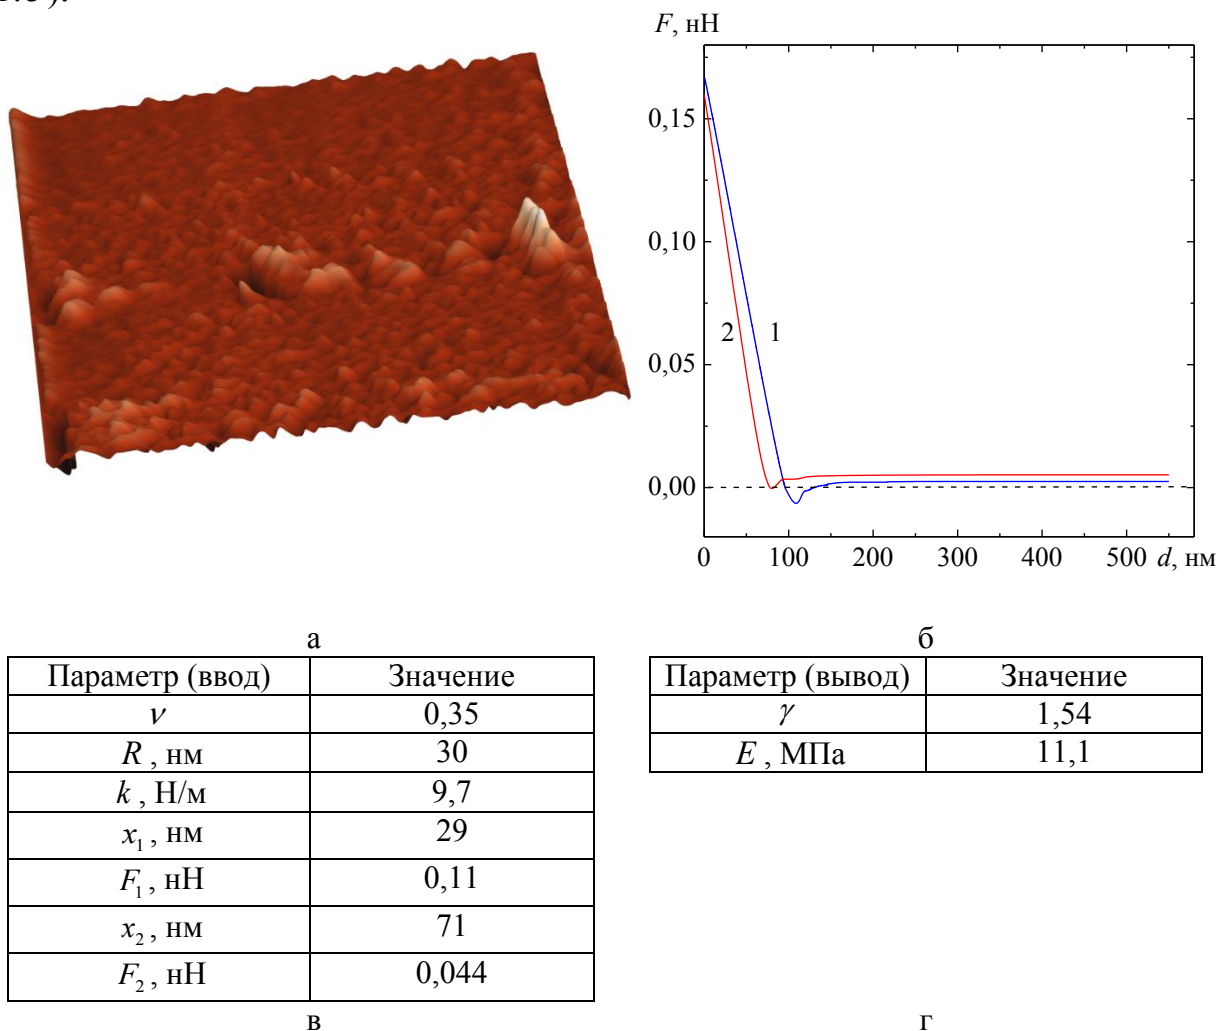 F, нН
0,15
0,10
2 1
0,05
0,00
0 100 200 300 400 500 d, нм
а
б
Параметр (ввод) Значение
ν 0,35
R , нм 30
k , Н/м 9,7
x₁, нм 29
F₁, нН 0,11
x₂, нм 71
F₂, нН 0,044
в
Параметр (вывод) Значение
γ 1,54
E , МПа 11,1
г